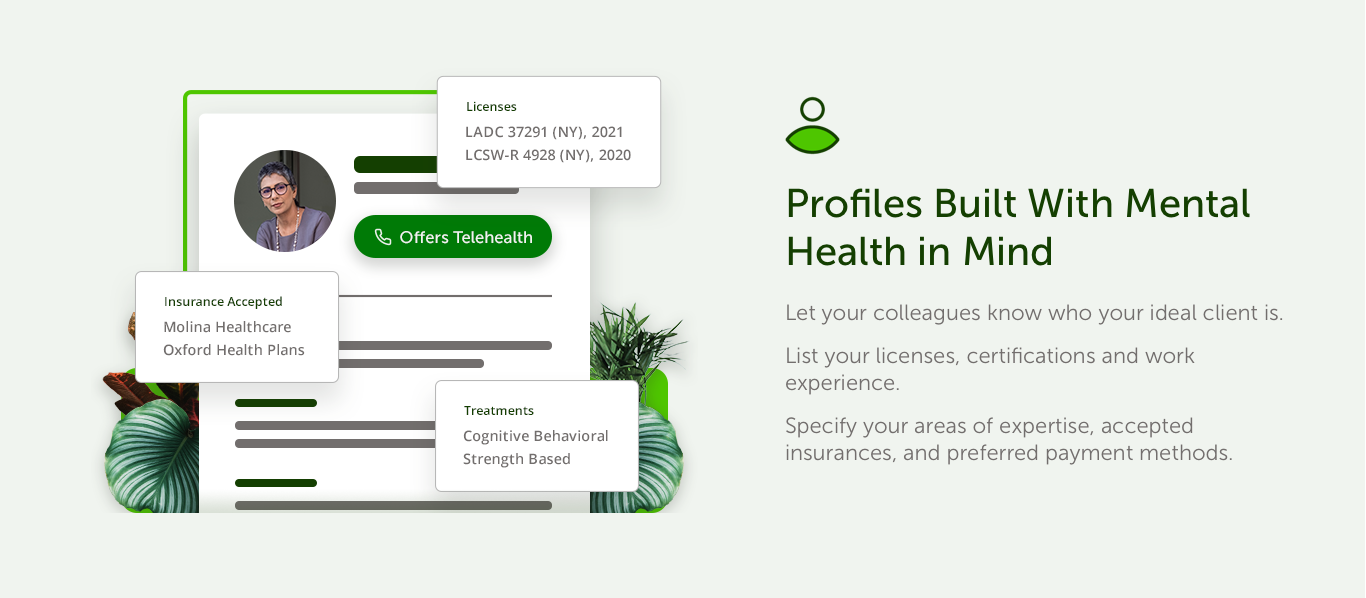 Licenses
LADC 37291 (NY), 2021
LCSW-R 4928 (NY), 2020
Offers Telehealth
Insurance Accepted
Molina Healthcare
Oxford Health Plans
Treatments
Cognitive Behavioral
Strength Based
Profiles Built With Mental
Health in Mind
Let your colleagues know who your ideal client is.
List your licenses, certifications and work
experience.
Specify your areas of expertise, accepted
insurances, and preferred payment methods.